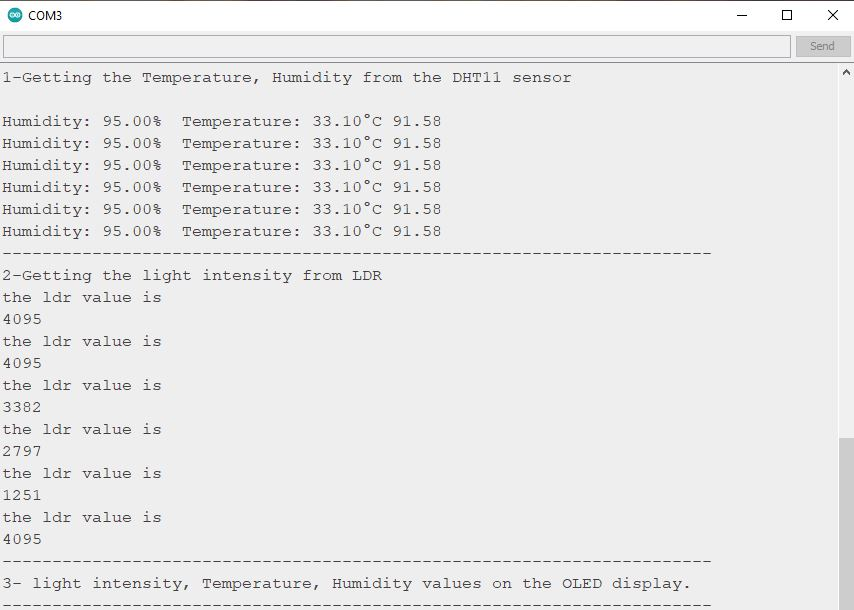 COM3
Send
1-Getting the Temperature, Humidity from the DHT11 sensor
Humidity: 95.00%  Temperature: 33.10°C 91.58
Humidity: 95.00%  Temperature: 33.10°C 91.58
Humidity: 95.00%  Temperature: 33.10°C 91.58
Humidity: 95.00%  Temperature: 33.10°C 91.58
Humidity: 95.00%  Temperature: 33.10°C 91.58
Humidity: 95.00%  Temperature: 33.10°C 91.58
-----------------------------------------------------------------------
2-Getting the light intensity from LDR
the ldr value is
4095
the ldr value is
4095
the ldr value is
3382
the ldr value is
2797
the ldr value is
1251
the ldr value is
4095
-----------------------------------------------------------------------
3- light intensity, Temperature, Humidity values on the OLED display.
-----------------------------------------------------------------------